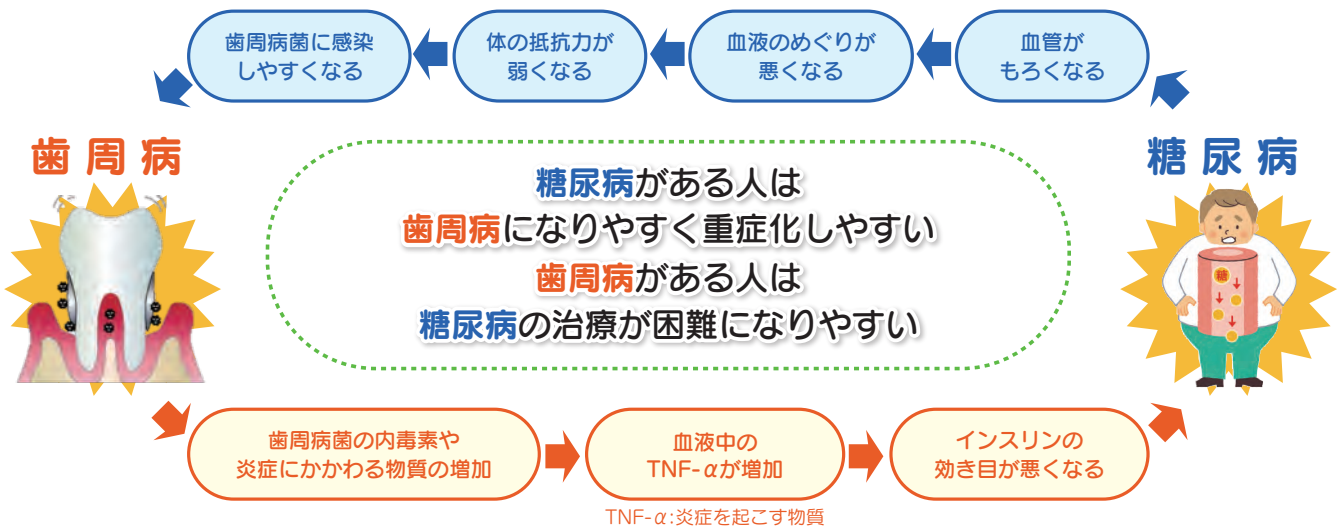 歯周病菌に感染
しやすくなる
体の抵抗力が
弱くなる
血液のめぐりが
悪くなる
血管が
もろくなる
歯周病
糖尿病
糖尿病がある人は
歯周病になりやすく重症化しやすい
歯周病がある人は
糖尿病の治療が困難になりやすい
糖
歯周病菌の内毒素や
炎症にかかわる物質の増加
血液中の
TNF-αが増加
インスリンの
効き目が悪くなる
TNF-α:炎症を起こす物質